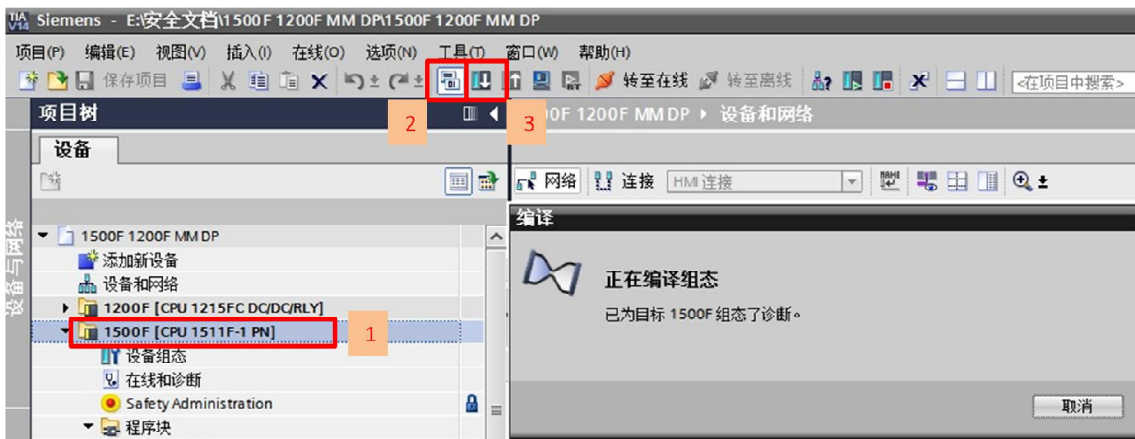 TIA V14 Siemens - E:\安全文档\1500F 1200F MM DP\1500F 1200F MM DP
项目(P) 编辑(E) 视图(V) 插入(I) 在线(O) 选项(N) 工具(T) 窗口(W) 帮助(H)
保存项目 转至在线 转至离线 <在项目中搜索>
项目树 2 3 0F 1200F MM DP ▸ 设备和网络
设备
网络 连接 HMI 连接
设备与网络
1500F 1200F MM DP
添加新设备
设备和网络
1200F [CPU 1215FC DC/DC/RLY]
1500F [CPU 1511F-1 PN] 1
设备组态
在线和诊断
Safety Administration
程序块
编译
正在编译组态
已为目标 1500F 组态了诊断。
取消